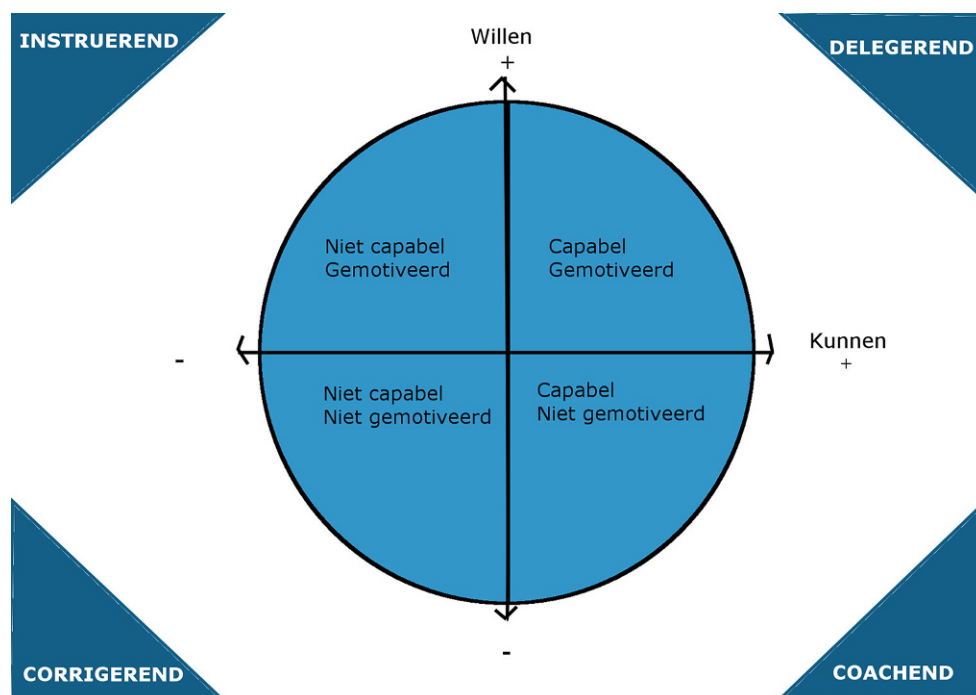 INSTRUEREND
Willen
+
DELEGEREND
Niet capabel
Gemotiveerd
Capabel
Gemotiveerd
-
Kunnen
+
Niet capabel
Niet gemotiveerd
Capabel
Niet gemotiveerd
-
CORRIGEREND
COACHEND